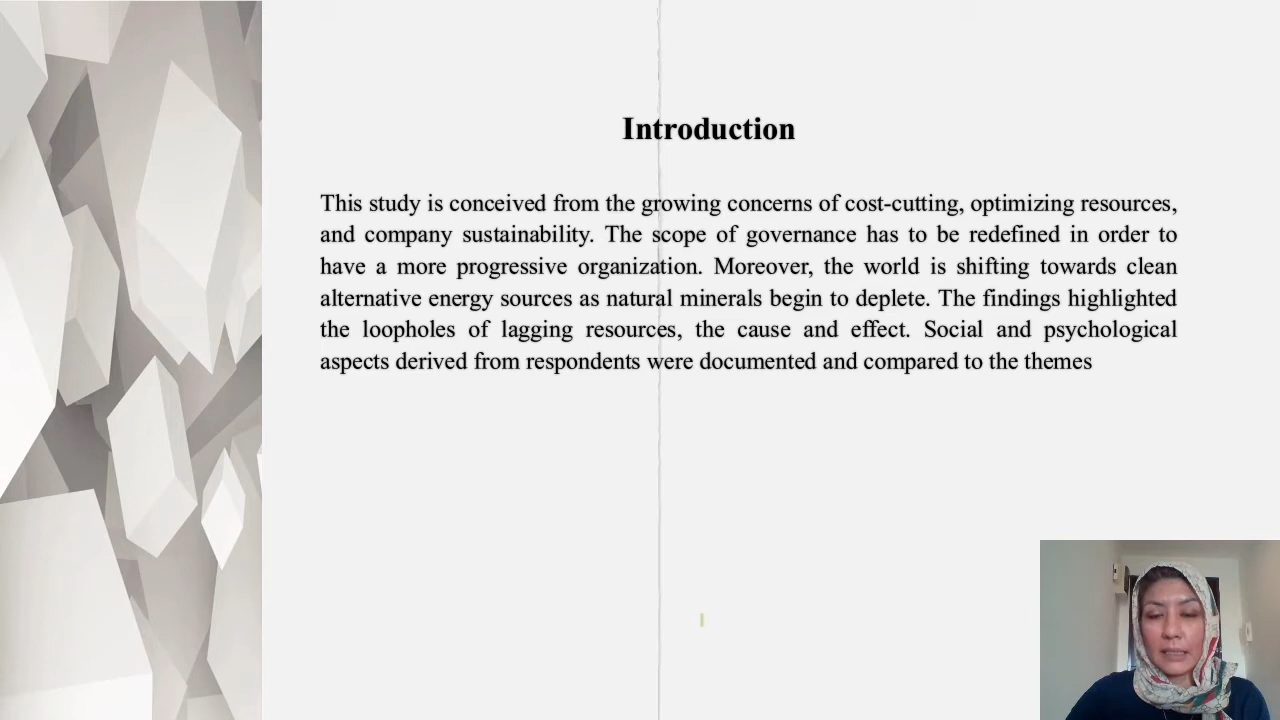 Introduction
This study is conceived from the growing concerns of cost-cutting, optimizing resources,
and company sustainability. The scope of governance has to be redefined in order to
have a more progressive organization. Moreover, the world is shifting towards clean
alternative energy sources as natural minerals begin to deplete. The findings highlighted
the loopholes of lagging resources, the cause and effect. Social and psychological
aspects derived from respondents were documented and compared to the themes